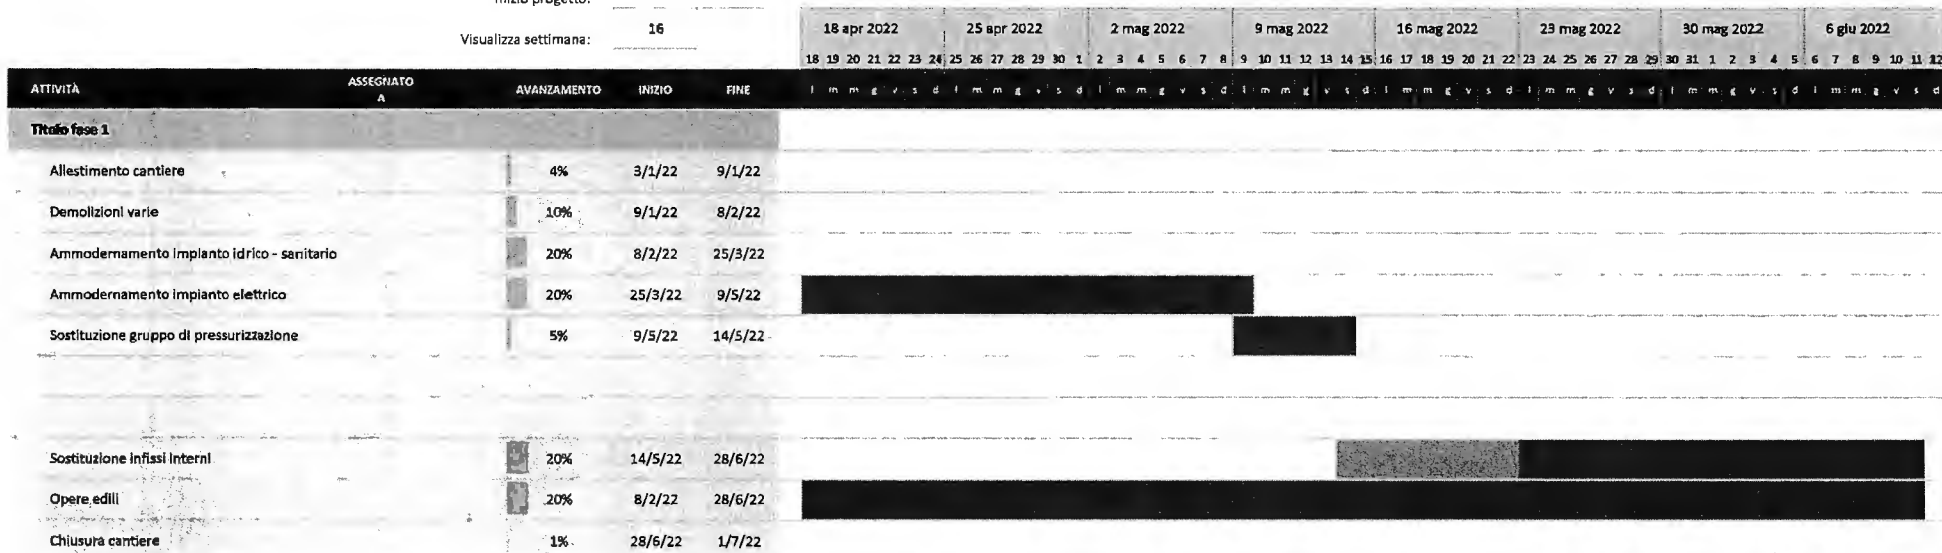 Inizio progetto:
Visualizza settimana: 16
18 apr 2022 25 apr 2022 2 mag 2022 9 mag 2022 16 mag 2022 23 mag 2022 30 mag 2022 6 giu 2022
18 19 20 21 22 23 24 25 26 27 28 29 30 1 2 3 4 5 6 7 8 9 10 11 12 13 14 15 16 17 18 19 20 21 22 23 24 25 26 27 28 29 30 31 1 2 3 4 5 6 7 8 9 10 11 12
ATTIVITÀ ASSEGNATO A AVANZAMENTO INIZIO FINE l m m g v s d l m m g v s d l m m g v s d l m m g v s d l m m g v s d l m m g v s d l m m g v s d l m m g v s d
Titolo fase 1
Allestimento cantiere 4% 3/1/22 9/1/22
Demolizioni varie 10% 9/1/22 8/2/22
Ammodernamento impianto idrico - sanitario 20% 8/2/22 25/3/22
Ammodernamento impianto elettrico 20% 25/3/22 9/5/22
Sostituzione gruppo di pressurizzazione 5% 9/5/22 14/5/22
Sostituzione infissi interni 20% 14/5/22 28/6/22
Opere edili 20% 8/2/22 28/6/22
Chiusura cantiere 1% 28/6/22 1/7/22